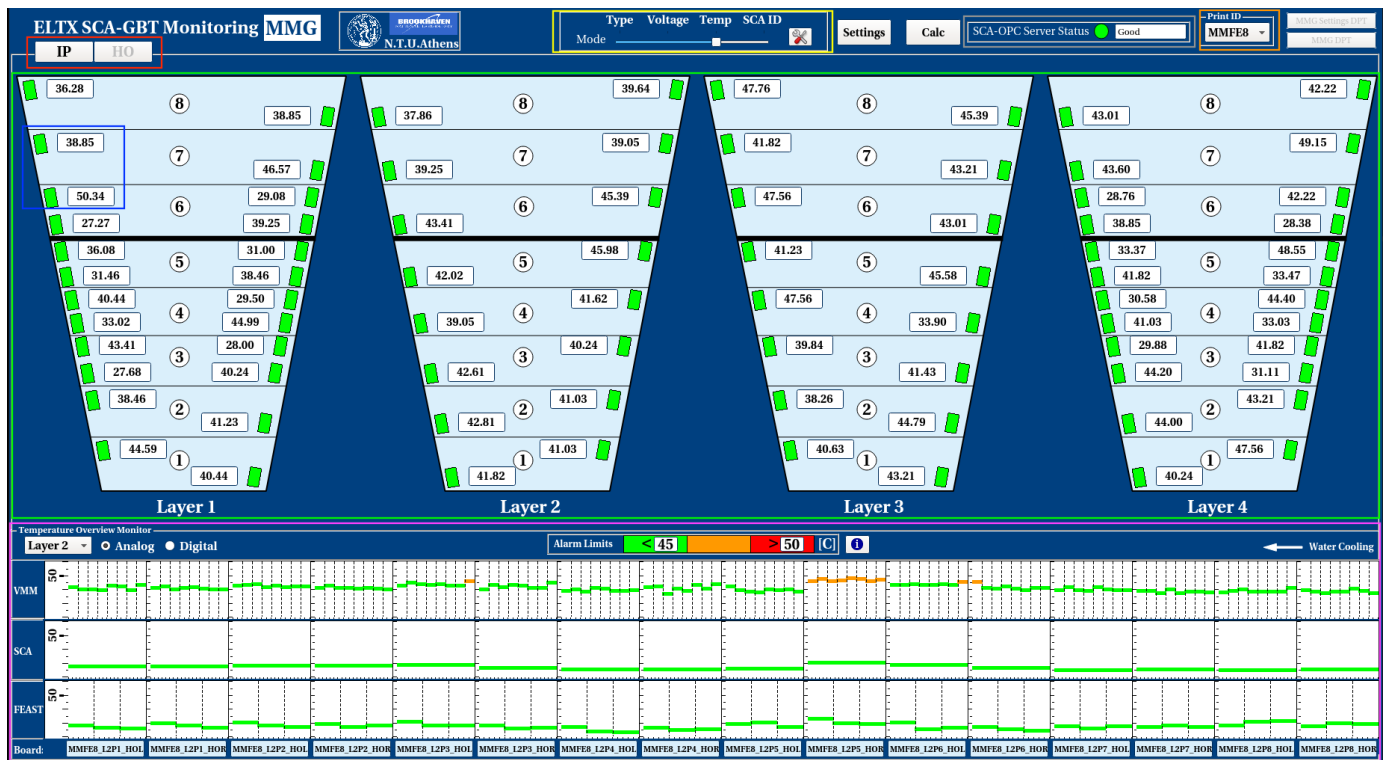 ELTX SCA-GBT Monitoring MMG
BROOKHAVEN
N.T.U.Athens
Type Voltage Temp SCA ID
Mode
Settings
Calc
SCA-OPC Server Status Good
Print ID
MMFE8
MMG Settings DPT
MMG DPT
IP HO
36.28 8 39.64 8 47.76 8 42.22
38.85 37.86 45.39 43.01 8
38.85 7 39.05 7 41.82 7 49.15
46.57 39.25 43.21 43.60 7
50.34 29.08 45.39 47.56 28.76 42.22
6 6 6 6
27.27 39.25 43.41 43.01 38.85 28.38
36.08 31.00 45.98 41.23 33.37 48.55
5 5 5 5
31.46 38.46 42.02 45.58 41.82 33.47
40.44 29.50 41.62 47.56 30.58 44.40
4 4 4 4
33.02 44.99 39.05 33.90 41.03 33.03
43.41 28.00 40.24 39.84 29.88 41.82
3 3 3 3
27.68 40.24 42.61 41.43 44.20 31.11
38.46 41.03 38.26 43.21
2 2 2 2
41.23 42.81 44.79 44.00
44.59 41.03 40.63 47.56
1 1 1 1
40.44 41.82 43.21 40.24
Layer 1 Layer 2 Layer 3 Layer 4
Temperature Overview Monitor
Layer 2 Analog Digital
Alarm Limits < 45 > 50 [C] i
Water Cooling
VMM 50
SCA 50
FEAST 50
Board: MMFE8_L2P1_HOL MMFE8_L2P1_HOR MMFE8_L2P2_HOL MMFE8_L2P2_HOR MMFE8_L2P3_HOL MMFE8_L2P3_HOR MMFE8_L2P4_HOL MMFE8_L2P4_HOR MMFE8_L2P5_HOL MMFE8_L2P5_HOR MMFE8_L2P6_HOL MMFE8_L2P6_HOR MMFE8_L2P7_HOL MMFE8_L2P7_HOR MMFE8_L2P8_HOL MMFE8_L2P8_HOR